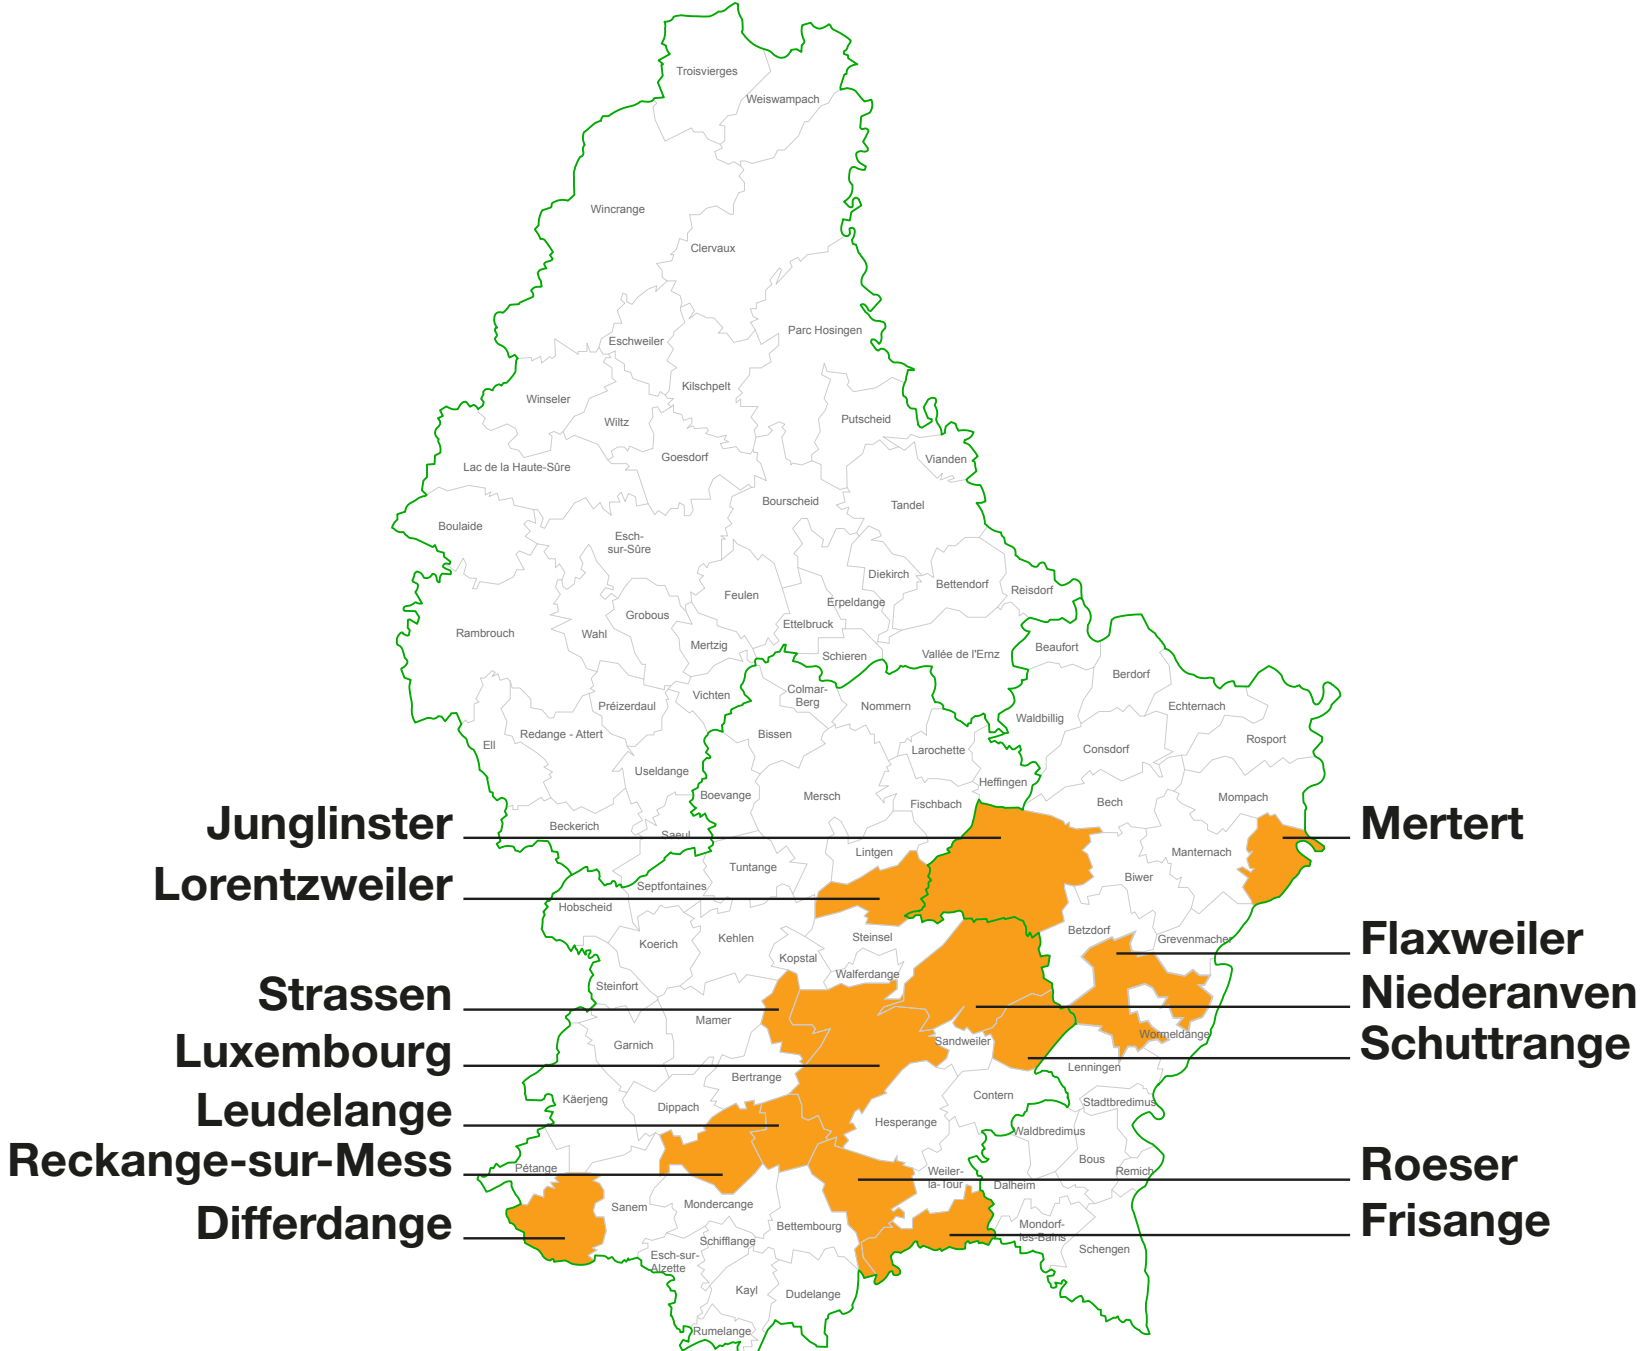 Troisvierges
Weiswampach
Wincrange
Clervaux
Parc Hosingen
Eschweiler
Kilschpelt
Winseler
Wiltz
Putscheid
Goesdorf
Vianden
Lac de la Haute-Sûre
Bourscheid
Tandel
Boulaide
Esch-
sur-Sûre
Diekirch
Bettendorf
Reisdorf
Feulen
Erpeldange
Grobous
Ettelbruck
Rambrouch
Wahl
Mertzig
Schieren
Vallée de l'Ernz
Beaufort
Berdorf
Vichten
Colmar-
Berg
Préizerdaul
Nommern
Echternach
Waldbillig
Redange - Attert
Bissen
Ell
Larochette
Consdorf
Rosport
Useldange
Heffingen
Boevange
Mersch
Fischbach
Bech
Mompach
Beckerich
Saeul
Junglinster
Mertert
Lintgen
Manternach
Tuntange
Biwer
Septfontaines
Lorentzweiler
Hobscheid
Koerich
Kehlen
Steinsel
Betzdorf
Grevenmacher
Flaxweiler
Kopstal
Walferdange
Steinfort
Strassen
Niederanven
Mamer
Garnich
Sandweiler
Wormeldange
Schuttrange
Luxembourg
Bertrange
Lenningen
Käerjeng
Dippach
Contern
Stadtbredimus
Leudelange
Hesperange
Waldbredimus
Reckange-sur-Mess
Pétange
Bous
Remich
Weiler-
la-Tour
Dalheim
Roeser
Sanem
Mondercange
Differdange
Bettembourg
Mondorf-
les-Bains
Frisange
Schifflange
Schengen
Esch-sur-
Alzette
Kayl
Dudelange
Rumelange